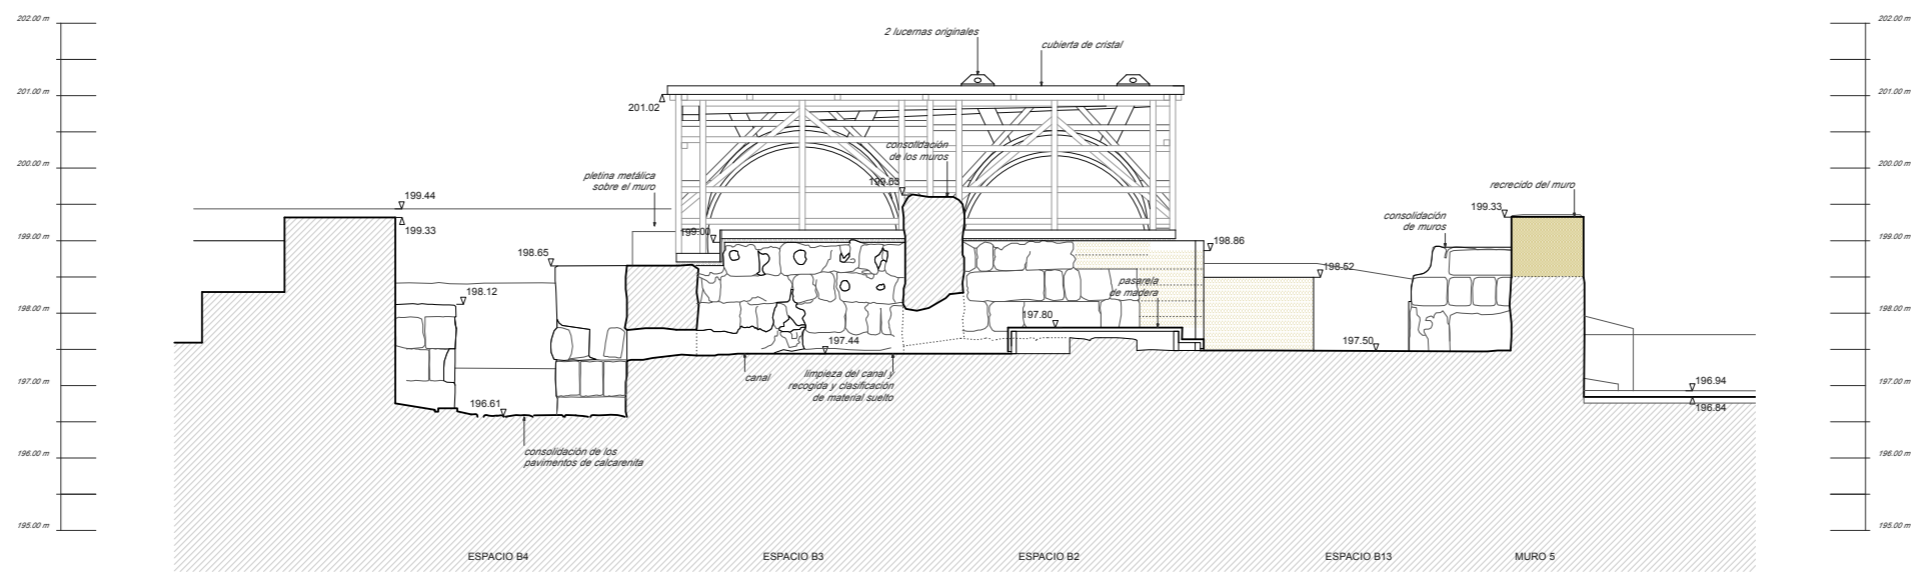 202.00 m
202.00 m
2 lucernas originales
cubierta de cristal
201.00 m
201.00 m
201.02
200.00 m
200.00 m
consolidación
de los muros
pletina metálica
sobre el muro
199.63
recrecido del muro
199.44
199.33
199.33
consolidación
de muros
199.00 m
199.00 m
199.00
198.86
198.65
198.52
198.12
pasarela
de madera
198.00 m
198.00 m
197.80
197.44
197.50
canal
limpieza del canal y
recogida y clasificación
de material suelto
197.00 m
197.00 m
196.94
196.84
196.61
consolidación de los
pavimentos de calcarenita
196.00 m
196.00 m
195.00 m
195.00 m
ESPACIO B4
ESPACIO B3
ESPACIO B2
ESPACIO B13
MURO 5